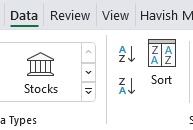 Data Review View Havish M
Stocks
A
Z
Z
A
Z A
A Z
Sort
a Types
S